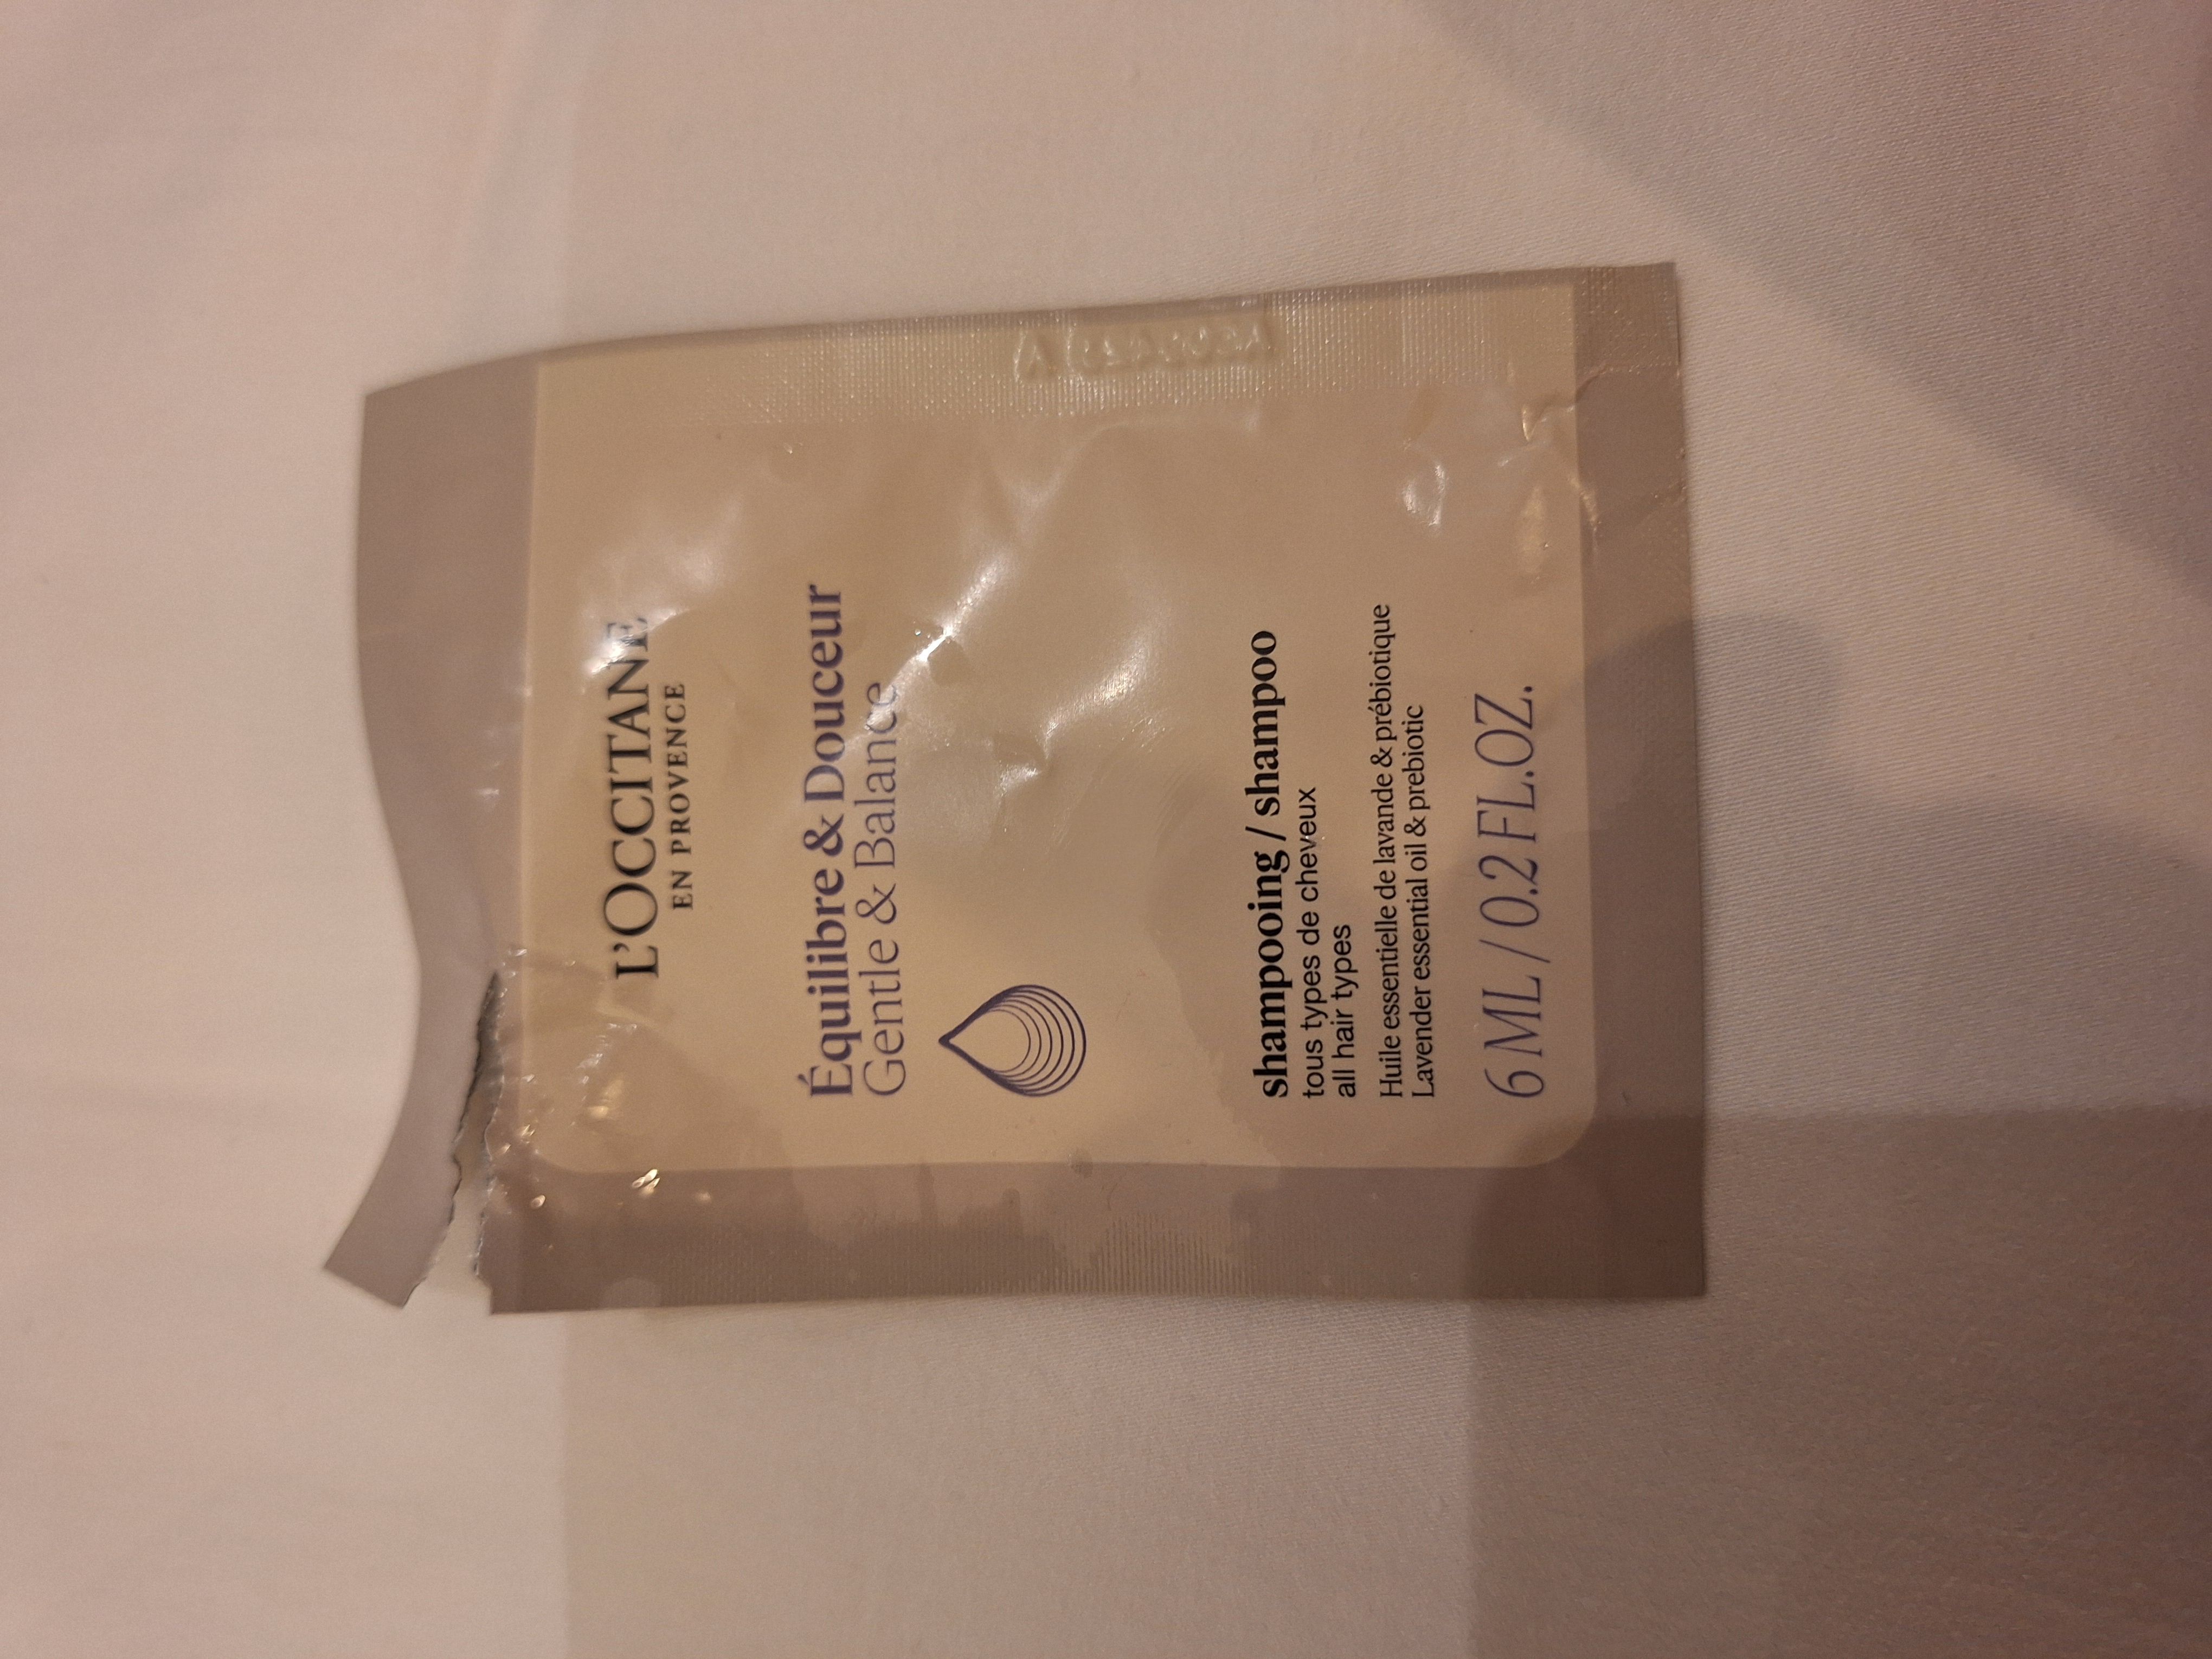 L'OCCITANE
EN PROVENCE
Équilibre & Douceur
Gentle & Balance
shampooing / shampoo
tous types de cheveux
all hair types
Huile essentielle de lavande & prébiotique
Lavender essential oil & prebiotic
6 ML / 0.2 FL.OZ.